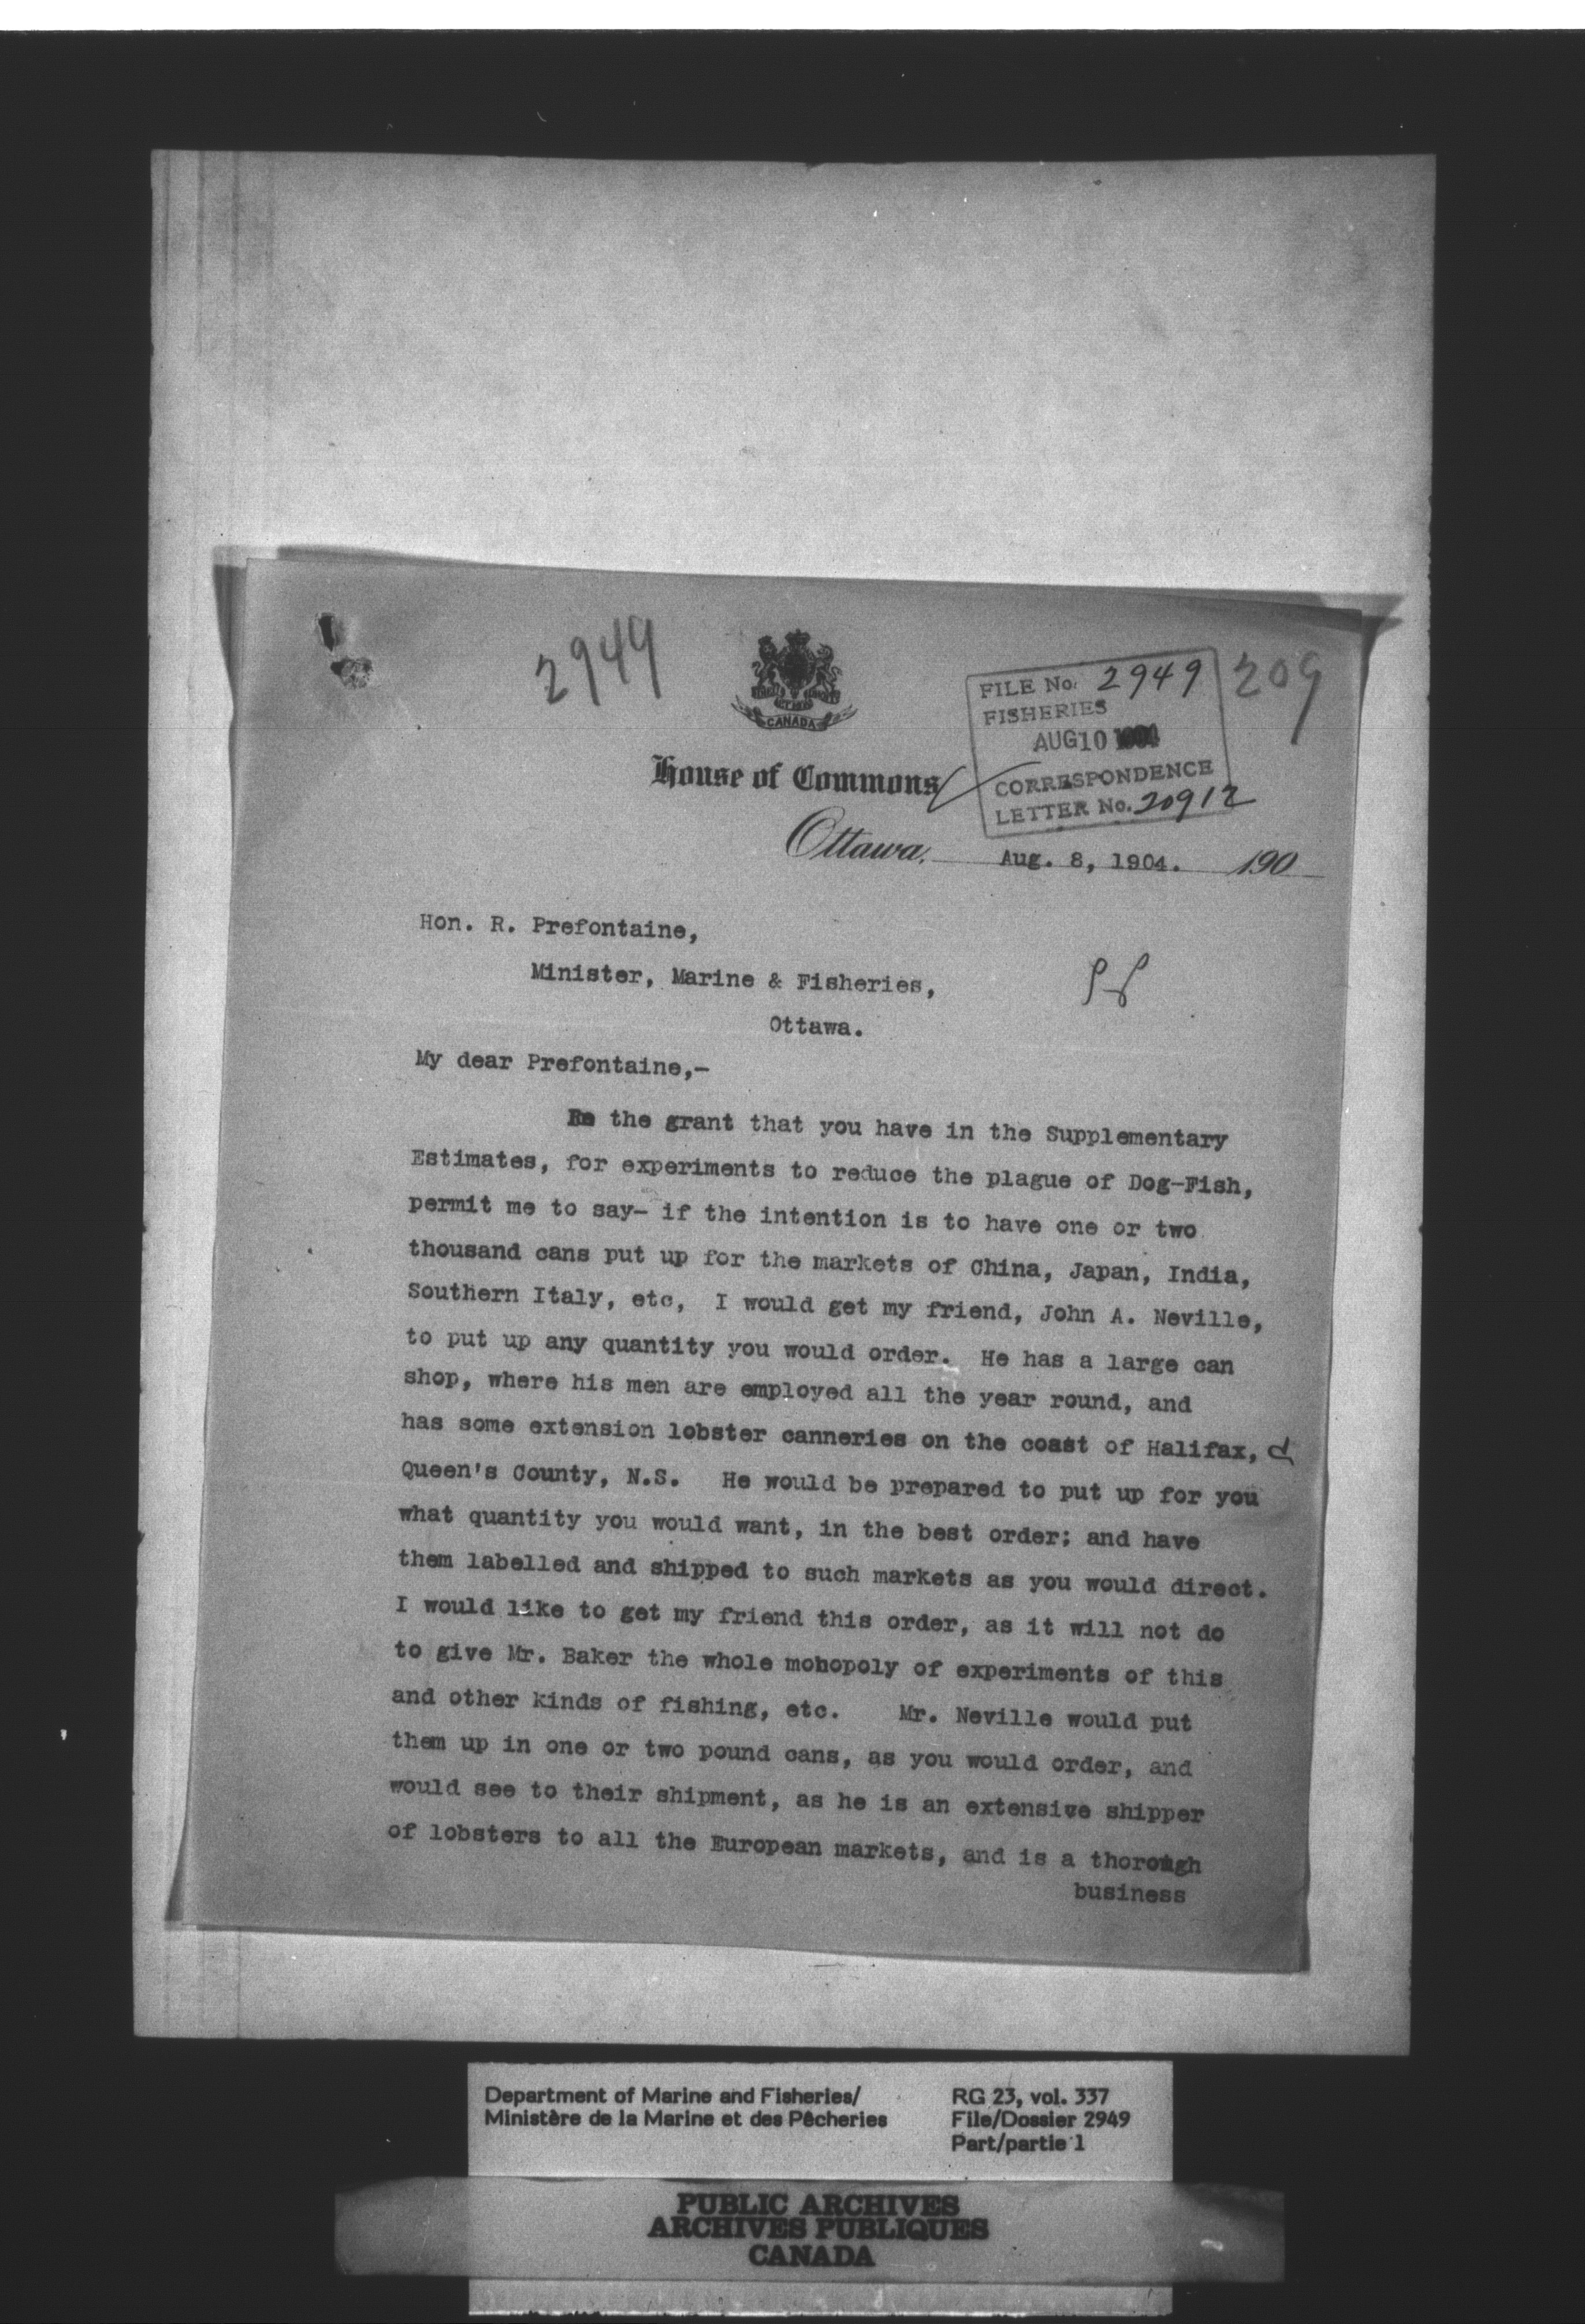 2949
CANADA
FILE No. 2949
209
FISHERIES
AUG 10 1904
CORRESPONDENCE
LETTER No. 20912
House of Commons
Ottawa, Aug. 8, 1904. 190
Hon. R. Prefontaine,
Minister, Marine & Fisheries,
Ottawa.
My dear Prefontaine,-
Re the grant that you have in the Supplementary
Estimates, for experiments to reduce the plague of Dog-Fish,
permit me to say- if the intention is to have one or two
thousand cans put up for the markets of China, Japan, India,
Southern Italy, etc, I would get my friend, John A. Neville,
to put up any quantity you would order. He has a large can
shop, where his men are employed all the year round, and
has some extension lobster canneries on the coast of Halifax, &
Queen's County, N.S. He would be prepared to put up for you
what quantity you would want, in the best order; and have
them labelled and shipped to such markets as you would direct.
I would like to get my friend this order, as it will not do
to give Mr. Baker the whole monopoly of experiments of this
and other kinds of fishing, etc. Mr. Neville would put
them up in one or two pound cans, as you would order, and
would see to their shipment, as he is an extensive shipper
of lobsters to all the European markets, and is a thorough
business
Department of Marine and Fisheries/
Ministère de la Marine et des Pêcheries
RG 23, vol. 337
File/Dossier 2949
Part/partie 1
PUBLIC ARCHIVES
ARCHIVES PUBLIQUES
CANADA